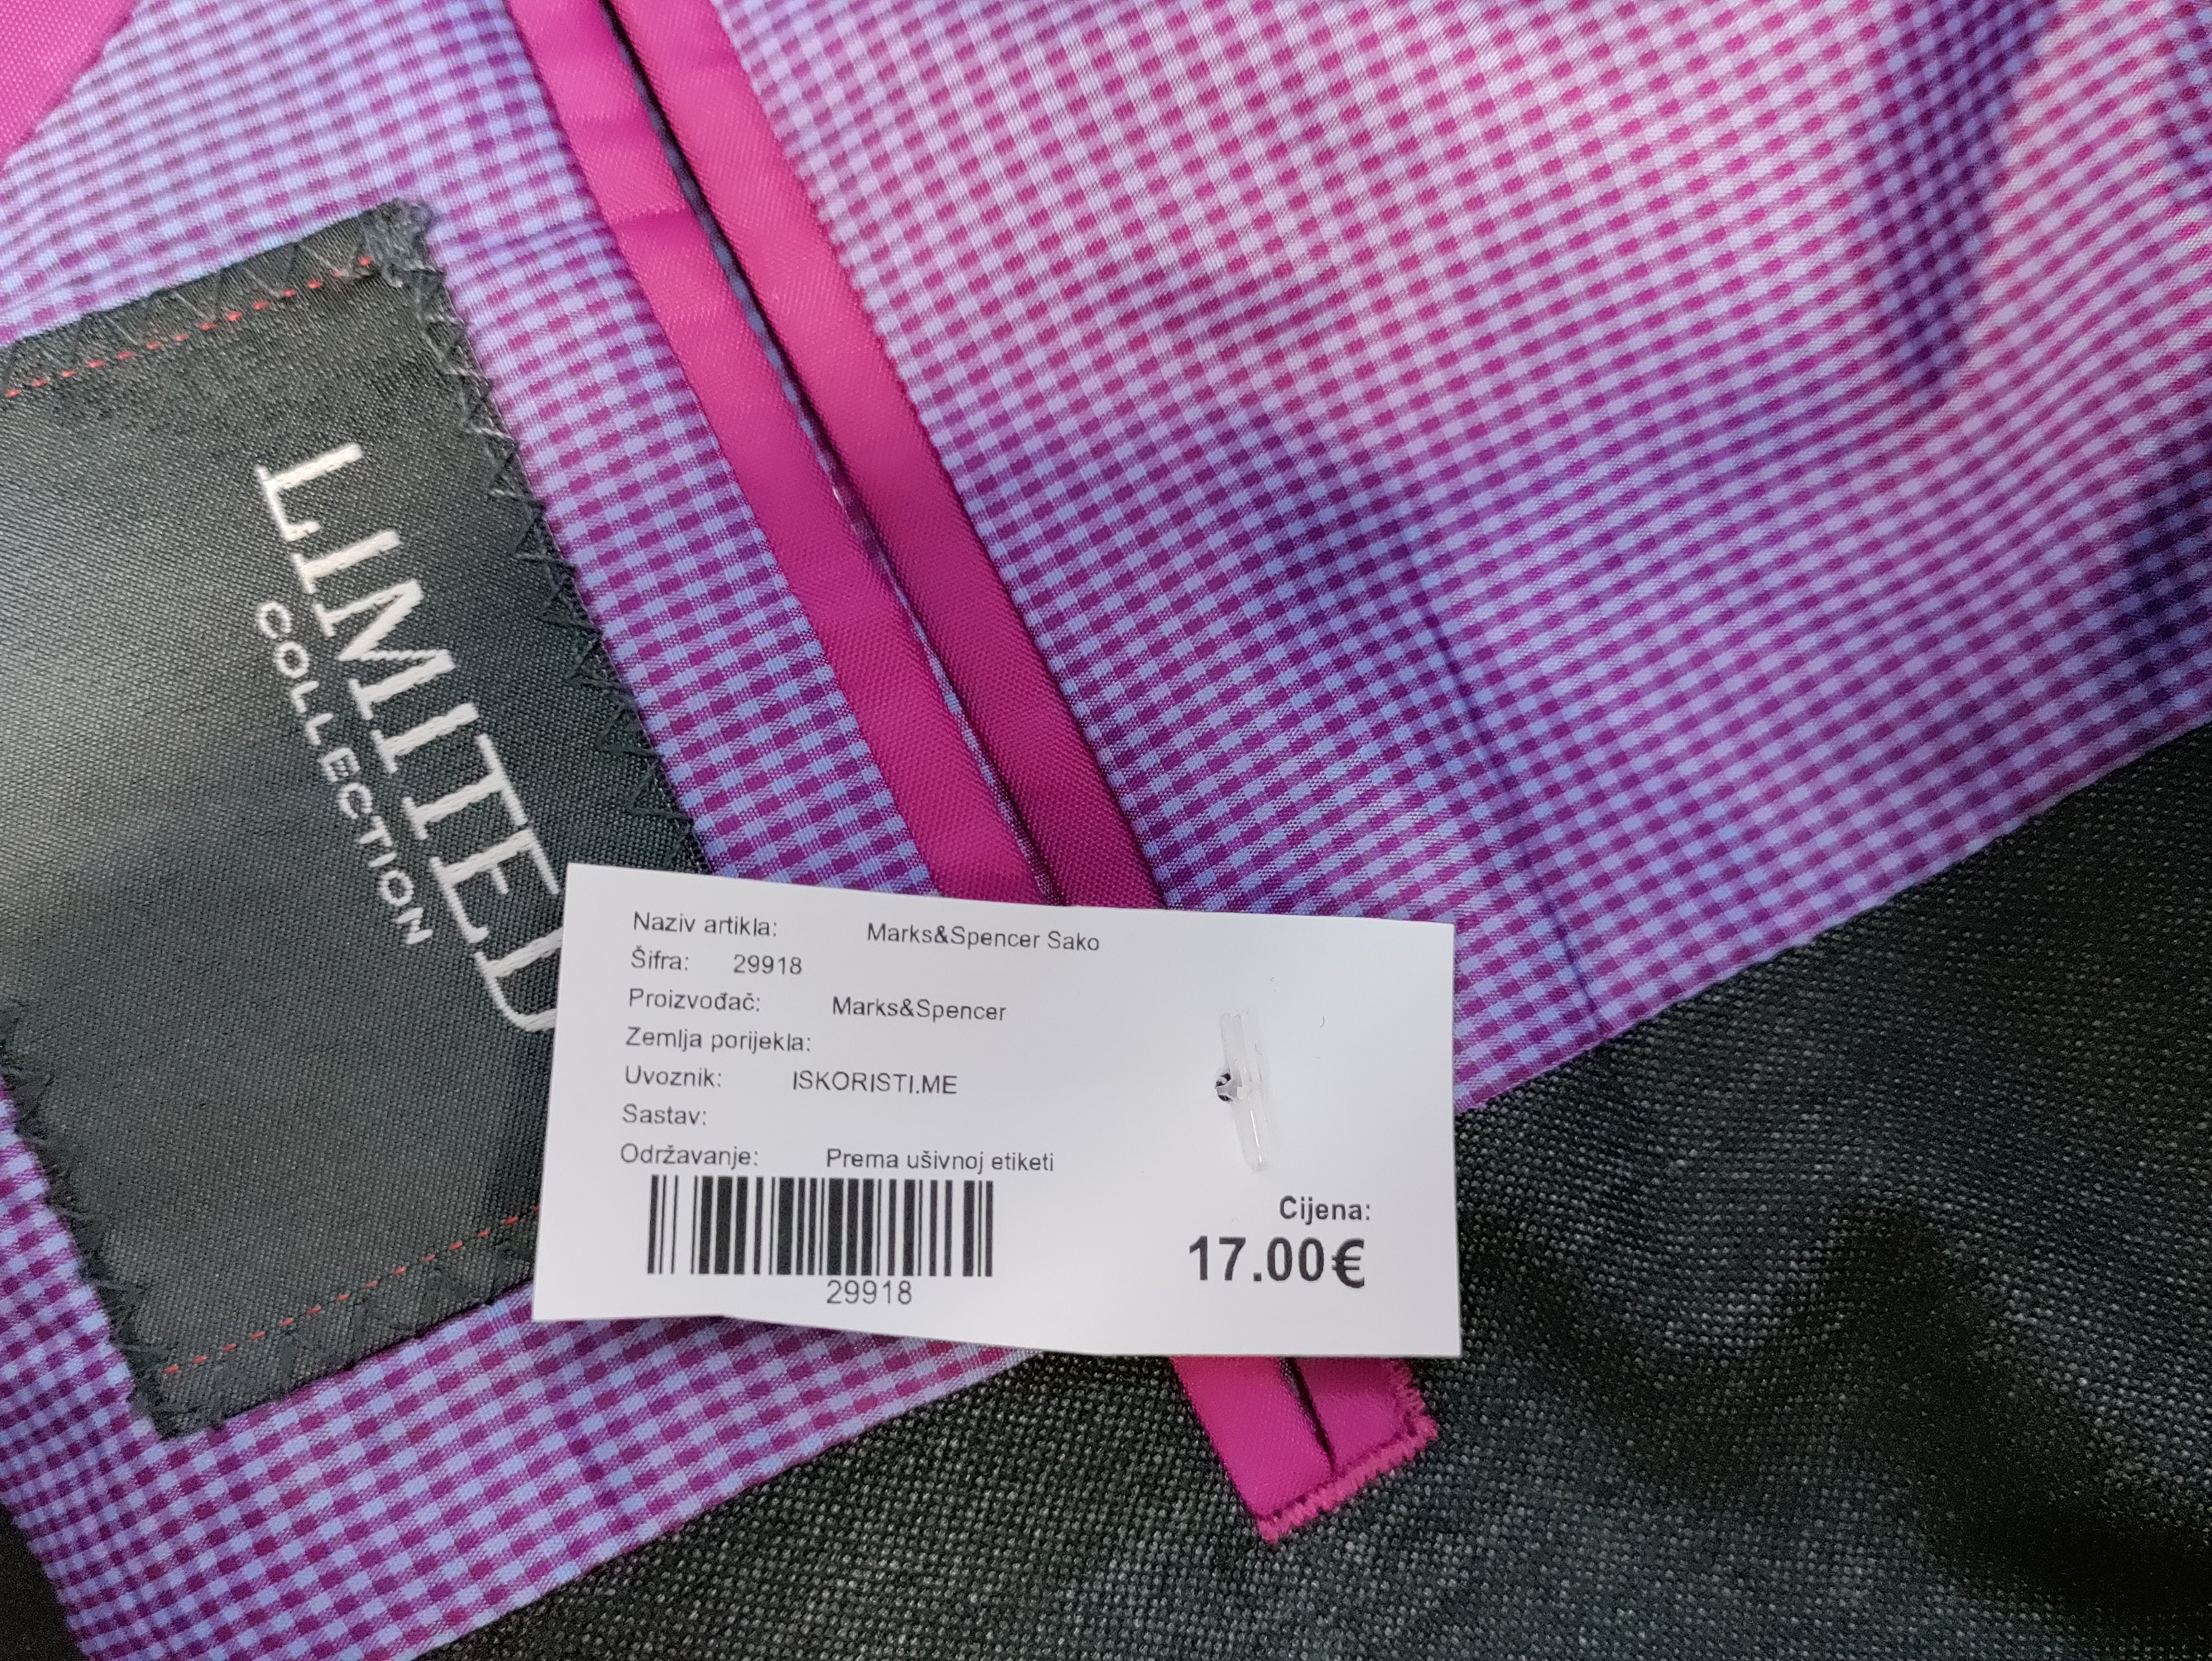 LIMITED
COLLECTION
Naziv artikla: Marks&Spencer Sako
Šifra: 29918
Proizvođač: Marks&Spencer
Zemlja porijekla:
Uvoznik: ISKORISTI.ME
Sastav:
Održavanje: Prema ušivnoj etiketi
29918
Cijena:
17.00€